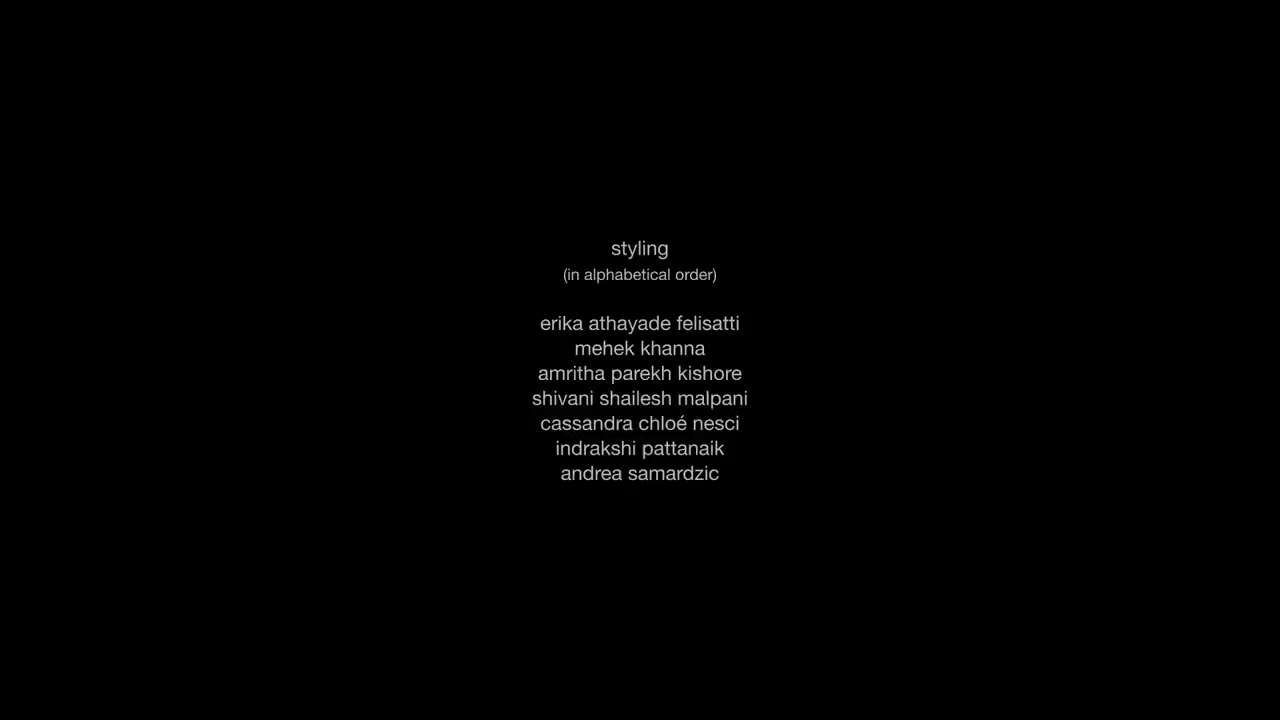 styling
(in alphabetical order)
erika athayade felisatti
mehek khanna
amritha parekh kishore
shivani shailesh malpani
cassandra chloé nesci
indrakshi pattanaik
andrea samardzic